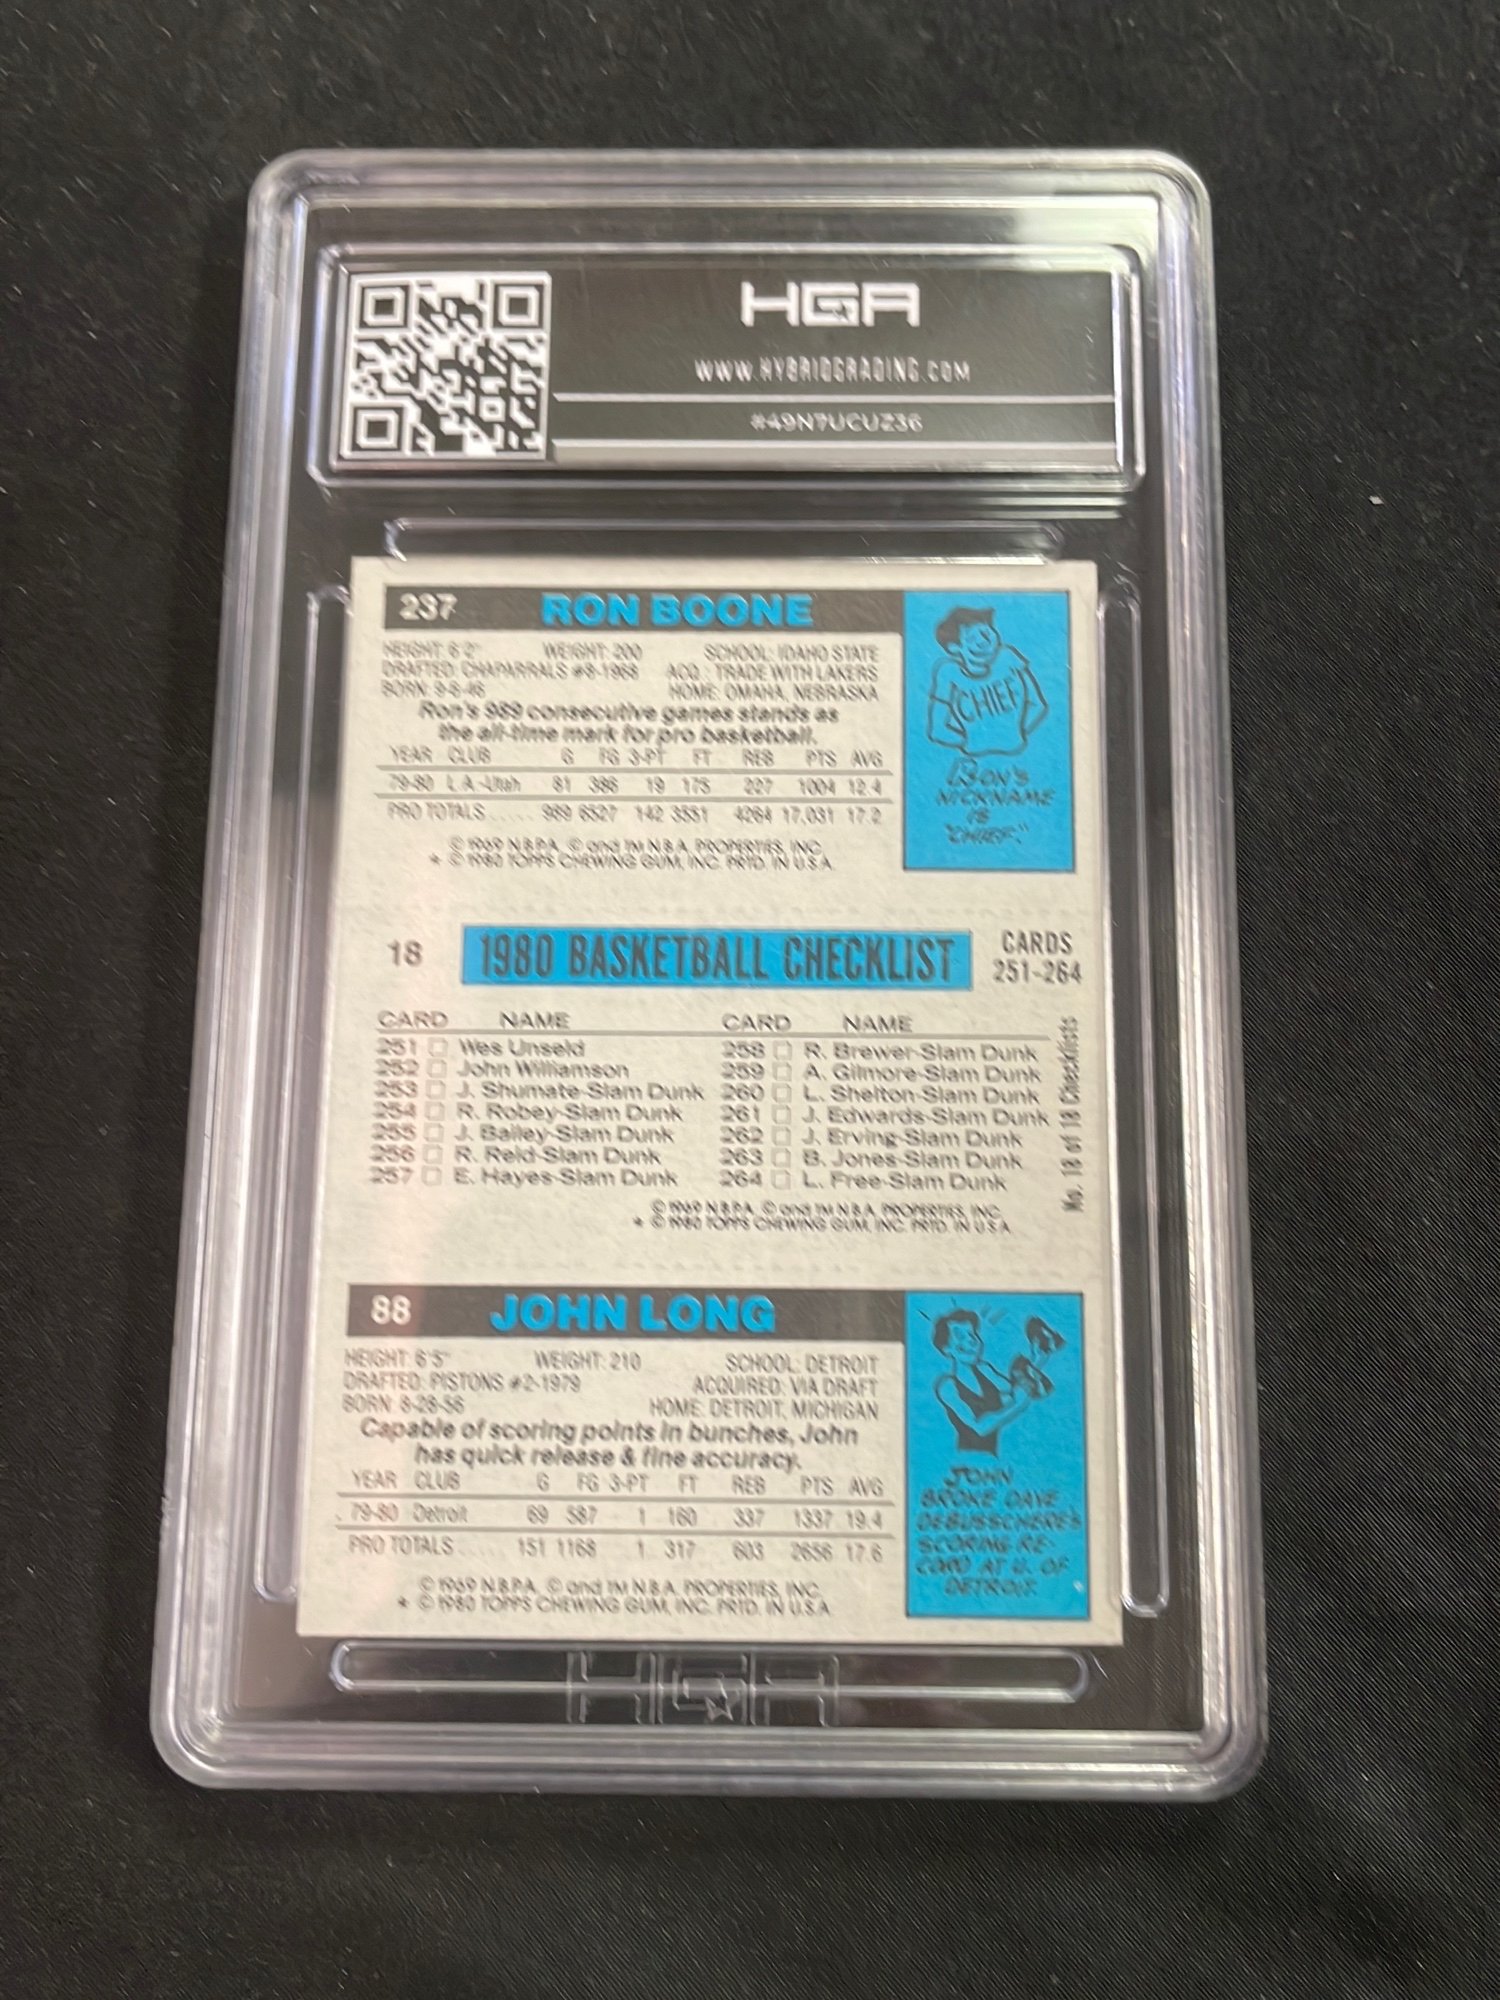 HGA
WWW.HYBRIDGRADING.COM
#49N7UCUZ36
237 RON BOONE
HEIGHT: 6'2" WEIGHT: 200 SCHOOL: IDAHO STATE
DRAFTED: CHAPARRALS #8-1968 ACQ.: TRADE WITH LAKERS
BORN: 9-6-46 HOME: OMAHA, NEBRASKA
Ron's 989 consecutive games stands as
the all-time mark for pro basketball.
YEAR CLUB G FG 3-PT FT REB PTS AVG
79-80 L.A.-Utah 81 386 19 175 227 1004 12.4
PRO TOTALS..... 989 6527 142 3551 4264 17,031 17.2
© 1969 N.B.P.A. © and TM N.B.A. PROPERTIES, INC.
* © 1980 TOPPS CHEWING GUM, INC. PRTD. IN U.S.A.
CHIEF
RON'S
NICKNAME
IS
"CHIEF."
18 1980 BASKETBALL CHECKLIST CARDS
251-264
CARD NAME CARD NAME
251 Wes Unseld 258 R. Brewer-Slam Dunk
252 John Williamson 259 A. Gilmore-Slam Dunk
253 J. Shumate-Slam Dunk 260 L. Shelton-Slam Dunk
254 R. Robey-Slam Dunk 261 J. Edwards-Slam Dunk
255 J. Bailey-Slam Dunk 262 J. Erving-Slam Dunk
256 R. Reid-Slam Dunk 263 B. Jones-Slam Dunk
257 E. Hayes-Slam Dunk 264 L. Free-Slam Dunk
No. 18 of 18 Checklists
© 1969 N.B.P.A. © and TM N.B.A. PROPERTIES, INC.
* © 1980 TOPPS CHEWING GUM, INC. PRTD. IN U.S.A.
88 JOHN LONG
HEIGHT: 6'5" WEIGHT: 210 SCHOOL: DETROIT
DRAFTED: PISTONS #2-1979 ACQUIRED: VIA DRAFT
BORN: 8-28-56 HOME: DETROIT, MICHIGAN
Capable of scoring points in bunches, John
has quick release & fine accuracy.
YEAR CLUB G FG 3-PT FT REB PTS AVG
79-80 Detroit 69 587 1 160 337 1337 19.4
PRO TOTALS..... 151 1168 1 317 603 2656 17.6
© 1969 N.B.P.A. © and TM N.B.A. PROPERTIES, INC.
* © 1980 TOPPS CHEWING GUM, INC. PRTD. IN U.S.A.
JOHN
BROKE DAVE
DEBUSSCHERE'S
SCORING RE-
CORD AT U. OF
DETROIT.
HGA